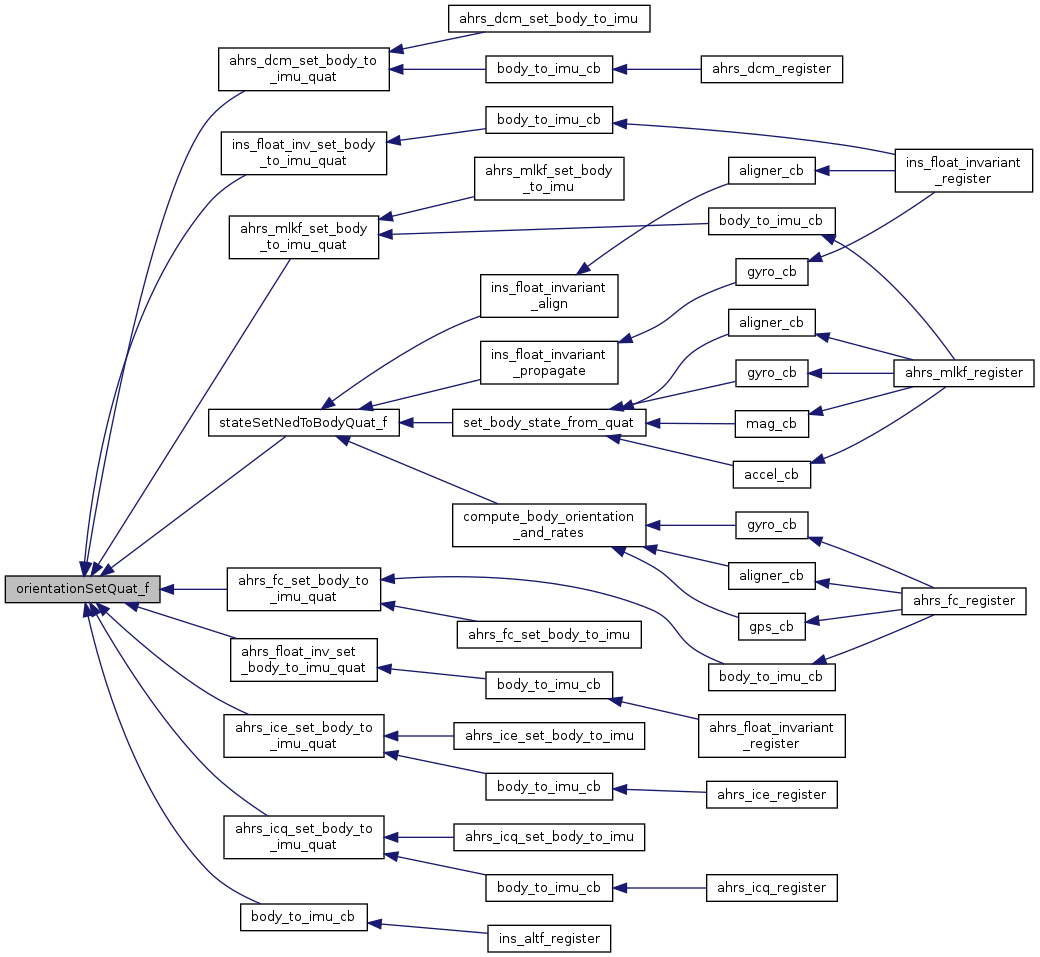 ahrs_dcm_set_body_to_imu
ahrs_dcm_set_body_to
_imu_quat
body_to_imu_cb
ahrs_dcm_register
body_to_imu_cb
ins_float_inv_set_body
_to_imu_quat
ins_float_invariant
_register
aligner_cb
ahrs_mlkf_set_body
_to_imu
ahrs_mlkf_set_body
_to_imu_quat
body_to_imu_cb
gyro_cb
ins_float_invariant
_align
aligner_cb
ins_float_invariant
_propagate
gyro_cb
ahrs_mlkf_register
stateSetNedToBodyQuat_f
set_body_state_from_quat
mag_cb
accel_cb
compute_body_orientation
_and_rates
gyro_cb
aligner_cb
orientationSetQuat_f
ahrs_fc_set_body_to
_imu_quat
ahrs_fc_register
gps_cb
ahrs_fc_set_body_to_imu
ahrs_float_inv_set
_body_to_imu_quat
body_to_imu_cb
body_to_imu_cb
ahrs_ice_set_body_to
_imu_quat
ahrs_ice_set_body_to_imu
ahrs_float_invariant
_register
body_to_imu_cb
ahrs_ice_register
ahrs_icq_set_body_to
_imu_quat
ahrs_icq_set_body_to_imu
body_to_imu_cb
ahrs_icq_register
body_to_imu_cb
ins_altf_register